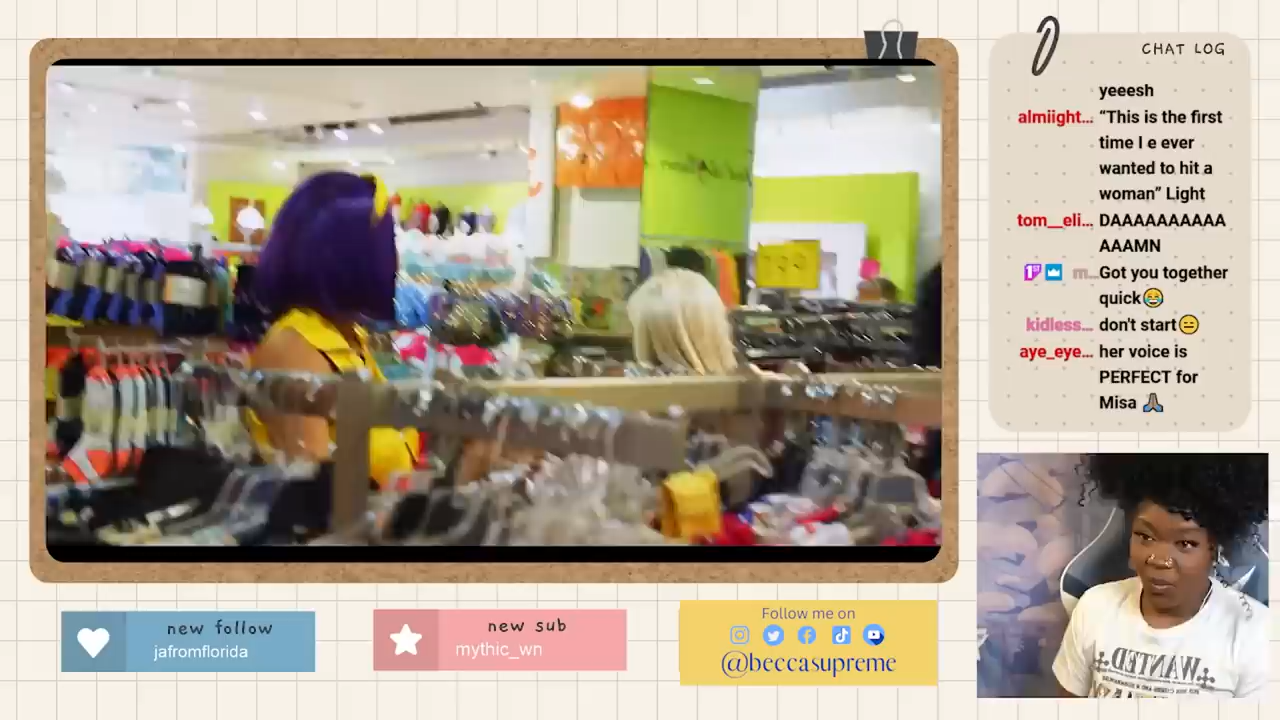 CHAT LOG
yeeesh
almiight... “This is the first
time I e ever
wanted to hit a
woman” Light
tom__eli... DAAAAAAAAAA
AAAMN
m... Got you together
quick😂
kidless... don't start😑
aye_eye... her voice is
PERFECT for
Misa 🙏🏽
new follow
jafromflorida
new sub
mythic_wn
Follow me on
@beccasupreme
WANTED